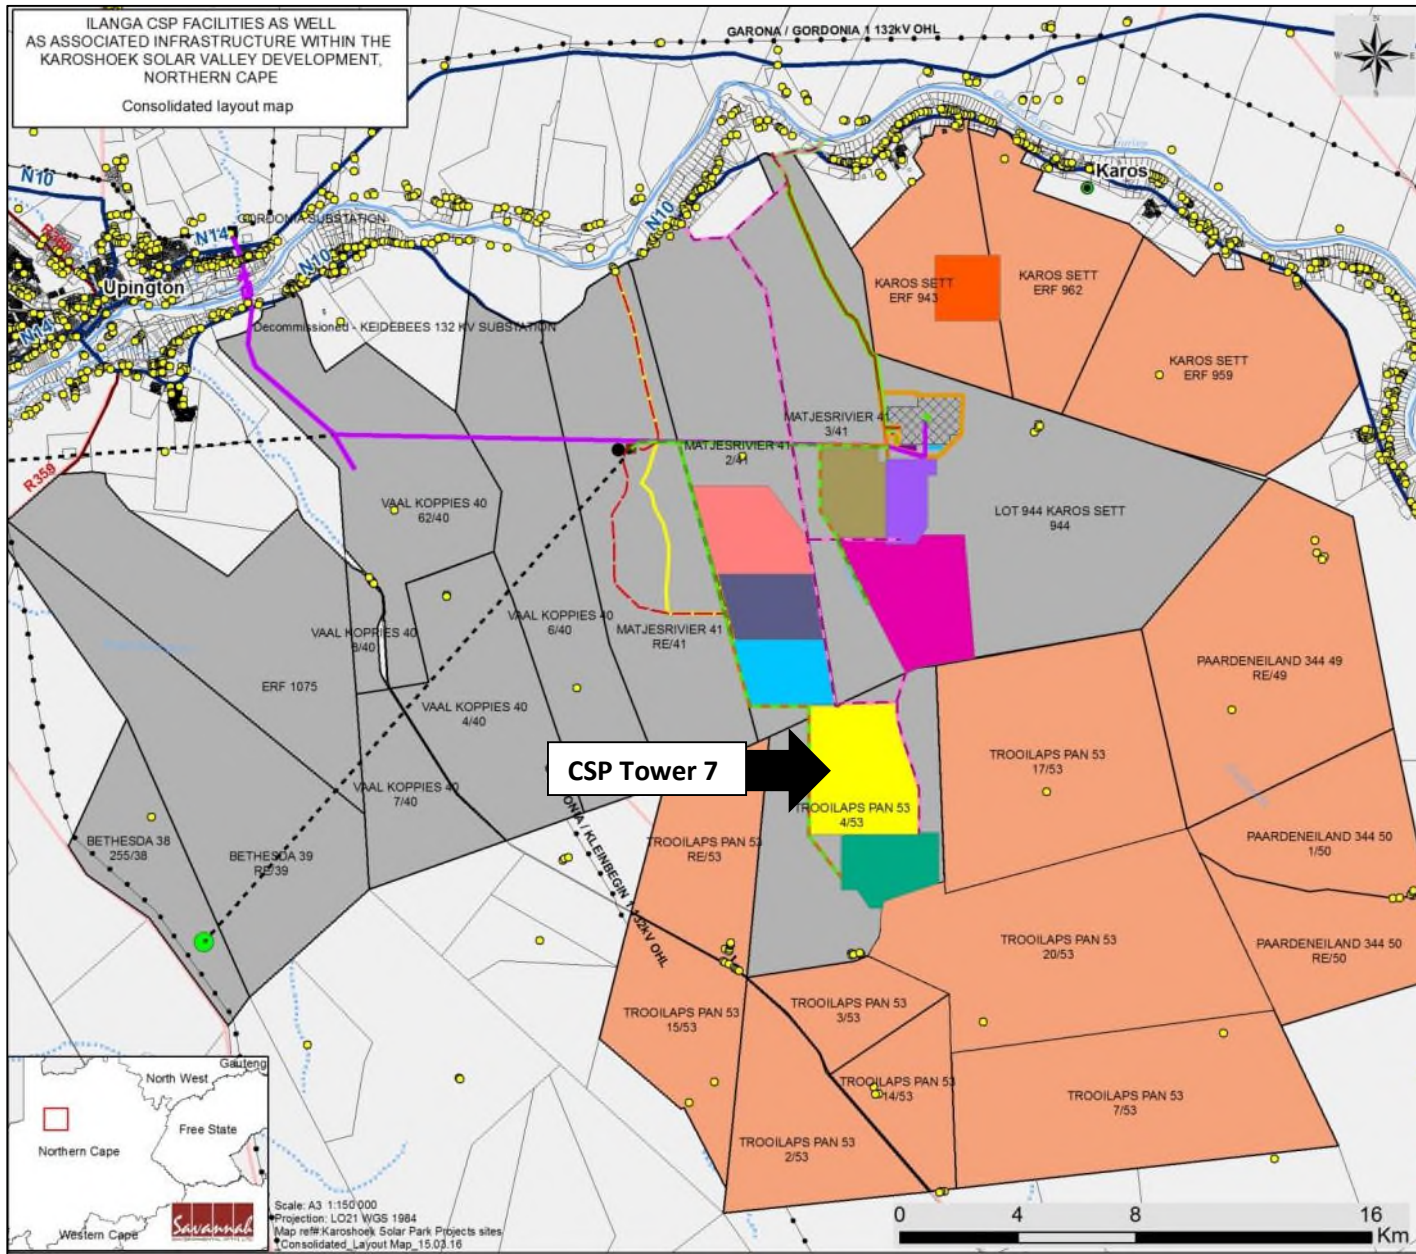 ILANGA CSP FACILITIES AS WELL
AS ASSOCIATED INFRASTRUCTURE WITHIN THE
KAROSHOEK SOLAR VALLEY DEVELOPMENT,
NORTHERN CAPE
Consolidated layout map
GARONA / GORDONIA 1 132kV OHL
N
W
E
S
Karos
N10
N10
R360
N14
GORDONIA SUBSTATION
N10
Upington
N14
Decommissioned - KEIDEBEES 132 KV SUBSTATION
KAROS SETT
ERF 943
KAROS SETT
ERF 962
KAROS SETT
ERF 959
R359
MATJESRIVIER 41
3/41
MATJESRIVIER 41
2/41
VAAL KOPPIES 40
62/40
LOT 944 KAROS SETT
944
VAAL KOPPIES 40
8/40
VAAL KOPPIES 40
6/40
MATJESRIVIER 41
RE/41
ERF 1075
VAAL KOPPIES 40
4/40
PAARDENEILAND 344 49
RE/49
TROOILAPS PAN 53
17/53
CSP Tower 7
VAAL KOPPIES 40
7/40
TROOILAPS PAN 53
4/53
BETHESDA 38
255/38
BETHESDA 39
RE/39
TROOILAPS PAN 53
RE/53
PAARDENEILAND 344 50
1/50
ONIA / KLEINBEGIN 1 132kV OHL
TROOILAPS PAN 53
20/53
PAARDENEILAND 344 50
RE/50
TROOILAPS PAN 53
15/53
TROOILAPS PAN 53
3/53
TROOILAPS PAN 53
14/53
TROOILAPS PAN 53
7/53
TROOILAPS PAN 53
2/53
Gauteng
North West
Free State
Northern Cape
Western Cape
Savannah
Scale: A3 1:150 000
Projection: LO21 WGS 1984
Map ref#:Karoshoek Solar Park Projects sites
_Consolidated_Layout Map_15.03.16
0 4 8 16
Km